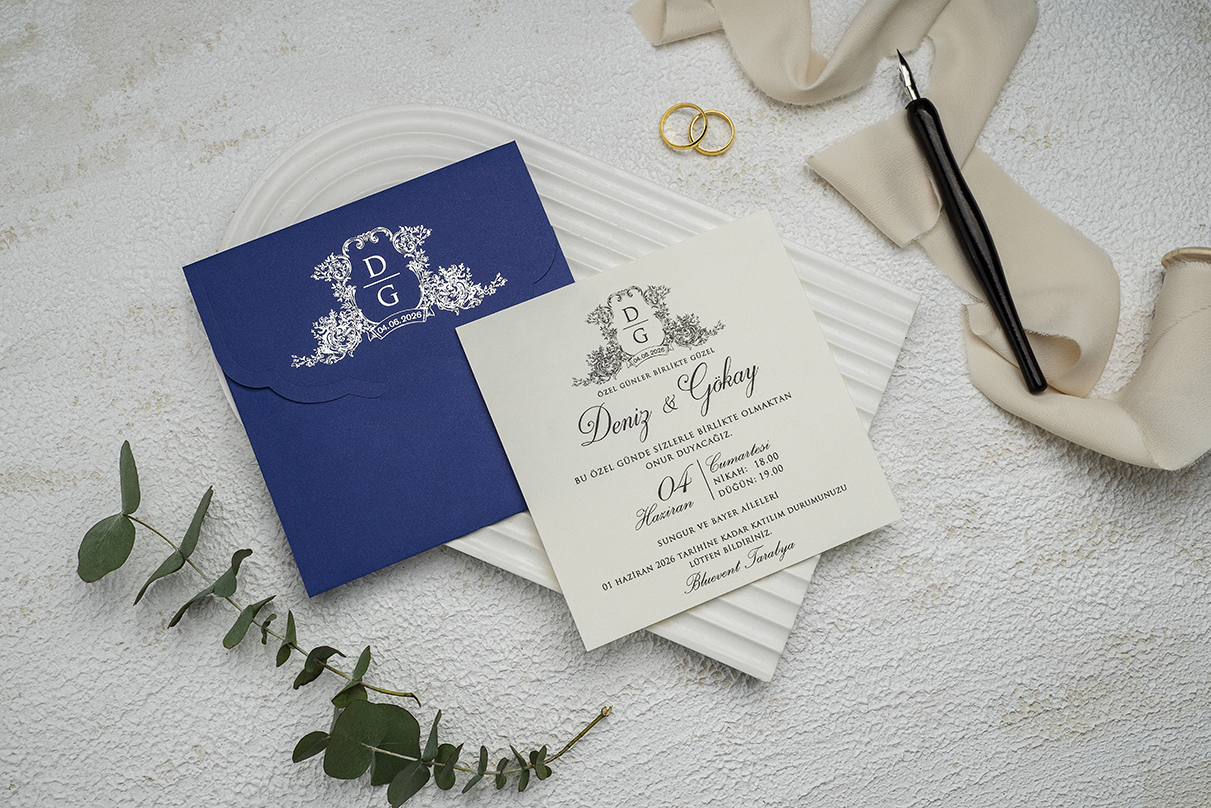 D
G
04.06.2026
D
G
04.06.2026
ÖZEL GÜNLER BİRLİKTE GÜZEL
Deniz & Gökay
BU ÖZEL GÜNDE SİZLERLE BİRLİKTE OLMAKTAN
ONUR DUYACAĞIZ.
04
Haziran
Cumartesi
NİKAH: 18.00
DÜĞÜN: 19.00
SUNGUR VE BAYER AİLELERİ
01 HAZİRAN 2026 TARİHİNE KADAR KATILIM DURUMUNUZU
LÜTFEN BİLDİRİNİZ.
Bluevent Tarabya